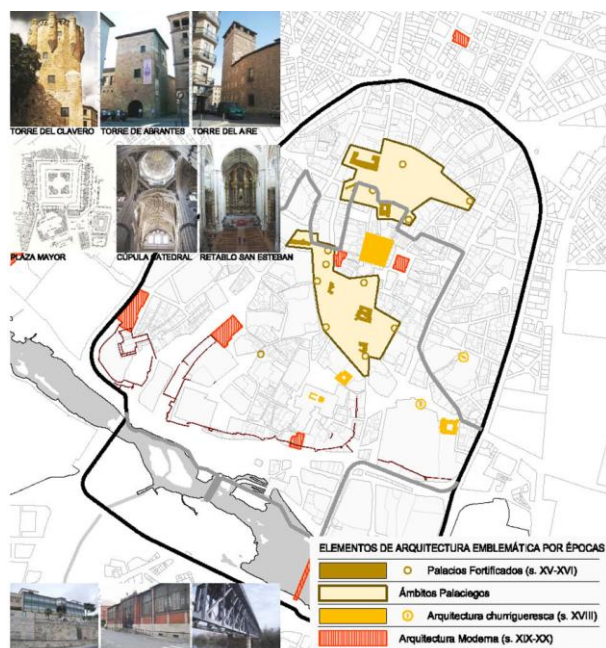 TORRE DEL CLAVERO
TORRE DE ABRANTES
TORRE DEL AIRE
PLAZA MAYOR
CÚPULA CATEDRAL
RETABLO SAN ESTEBAN
ELEMENTOS DE ARQUITECTURA EMBLEMÁTICA POR ÉPOCAS
Palacios Fortificados (s. XV-XVI)
Ámbitos Palaciegos
Arquitectura churrigueresca (s. XVIII)
Arquitectura Moderna (s. XIX-XX)